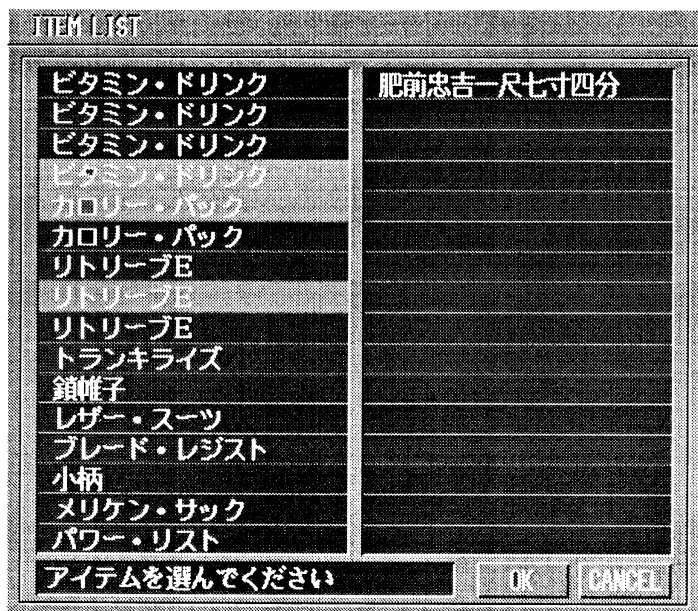 ITEM LIST
ビタミン・ドリンク
ビタミン・ドリンク
ビタミン・ドリンク
ビタミン・ドリンク
カロリー・パック
カロリー・パック
リトリーブE
リトリーブE
リトリーブE
トランキライズ
鎖帷子
レザー・スーツ
ブレード・レジスト
小柄
メリケン・サック
パワー・リスト
肥前忠吉一尺七寸四分
アイテムを選んでください
OK
CANCEL